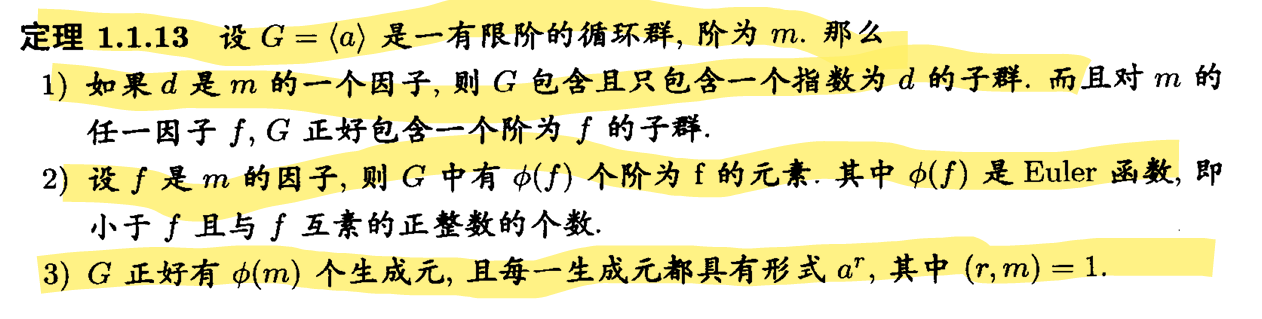 定理 1.1.13 设 G = ⟨a⟩ 是一有限阶的循环群, 阶为 m. 那么
1) 如果 d 是 m 的一个因子, 则 G 包含且只包含一个指数为 d 的子群. 而且对 m 的
任一因子 f, G 正好包含一个阶为 f 的子群.
2) 设 f 是 m 的因子, 则 G 中有 ϕ(f) 个阶为 f 的元素. 其中 ϕ(f) 是 Euler 函数, 即
小于 f 且与 f 互素的正整数的个数.
3) G 正好有 ϕ(m) 个生成元, 且每一生成元都具有形式 aʳ, 其中 (r, m) = 1.